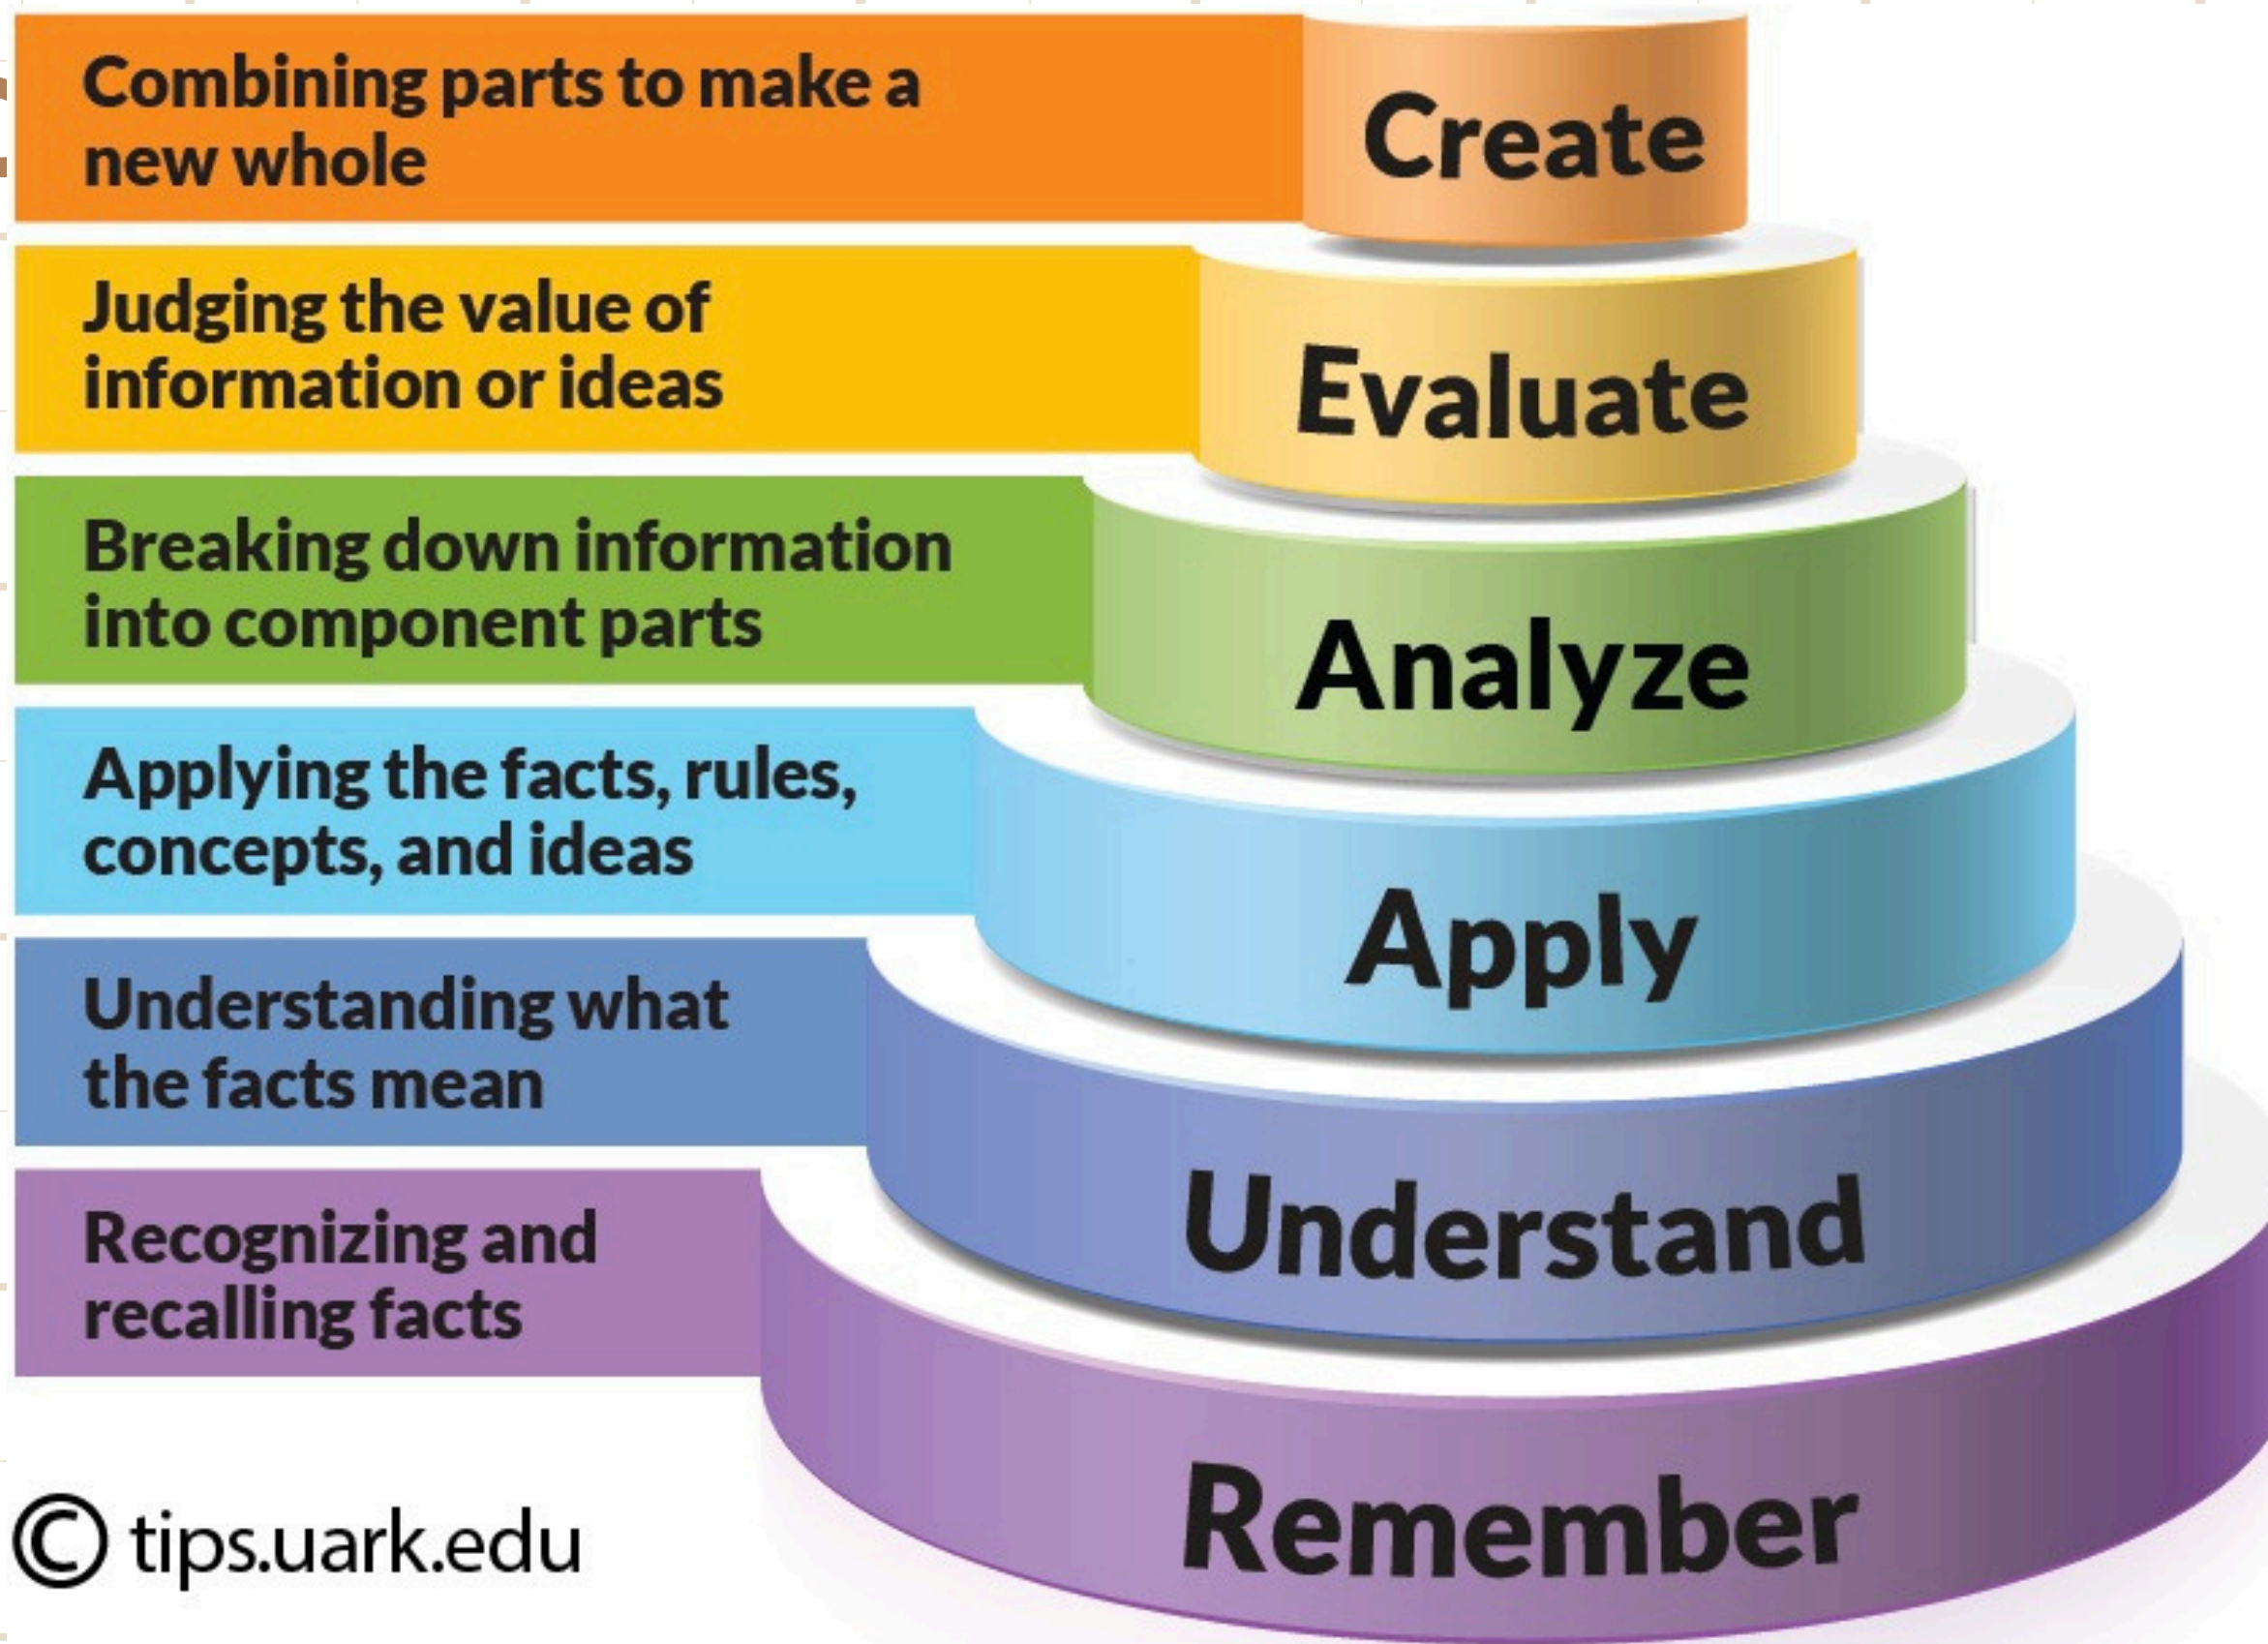 Combining parts to make a
new whole
Create
Judging the value of
information or ideas
Evaluate
Breaking down information
into component parts
Analyze
Applying the facts, rules,
concepts, and ideas
Apply
Understanding what
the facts mean
Understand
Recognizing and
recalling facts
Remember
© tips.uark.edu